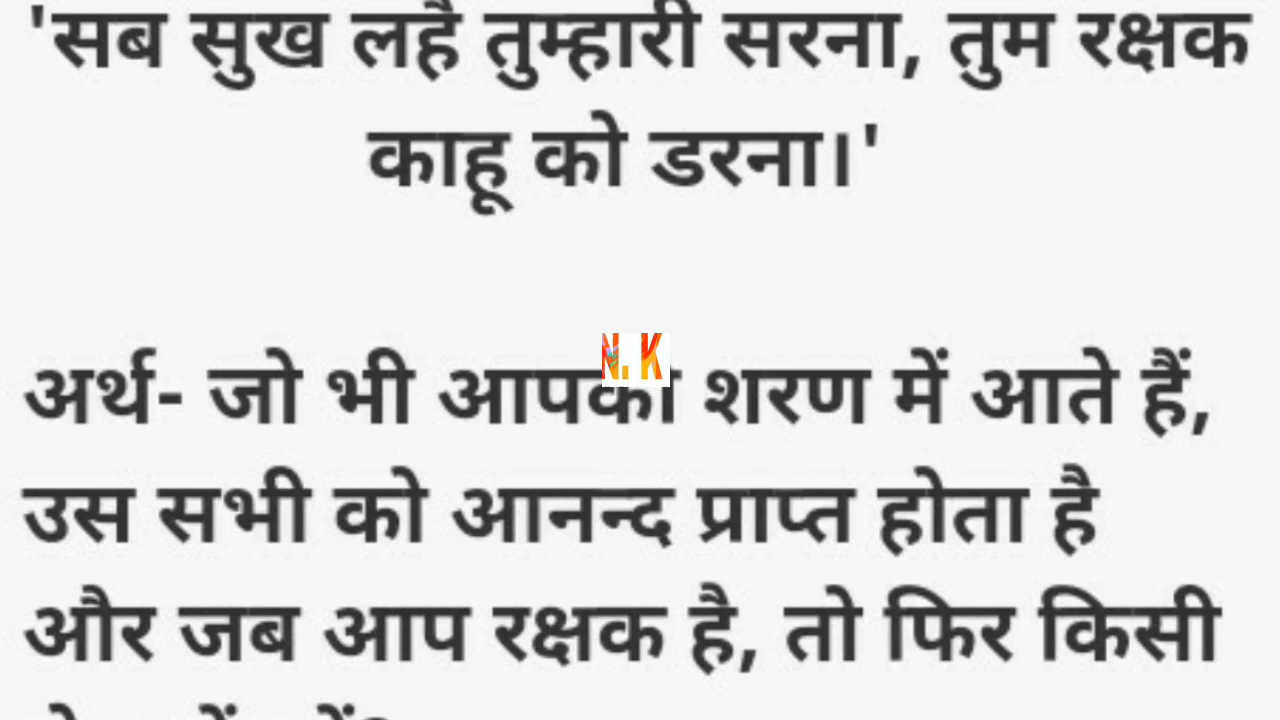 'सब सुख लहै तुम्हारी सरना, तुम रक्षक
काहू को डरना।'
N. K
अर्थ- जो भी आपकी शरण में आते हैं,
उस सभी को आनन्द प्राप्त होता है
और जब आप रक्षक है, तो फिर किसी